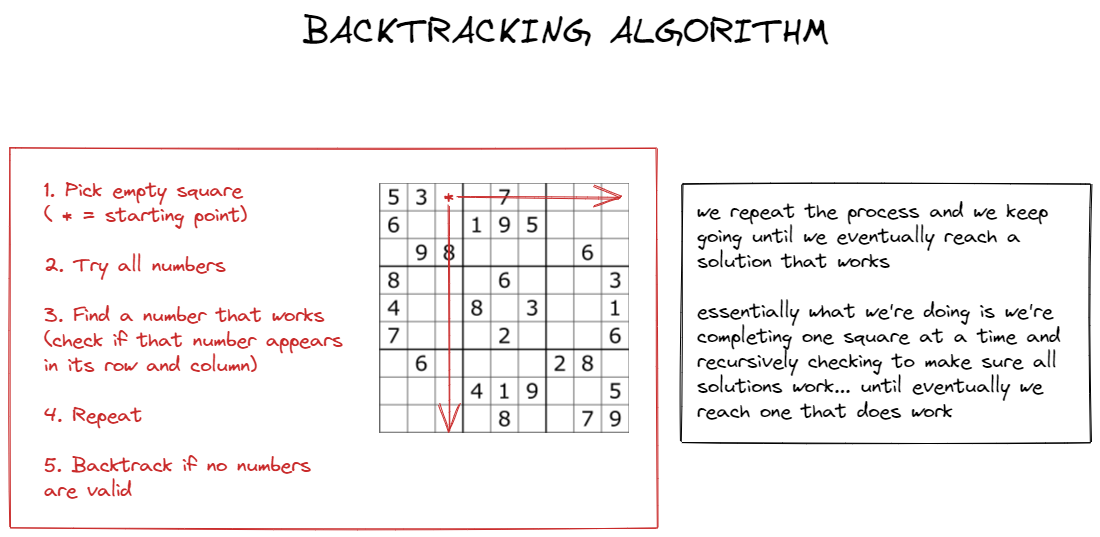 BACKTRACKING ALGORITHM
1. Pick empty square
( * = starting point)
2. Try all numbers
3. Find a number that works
(check if that number appears
in its row and column)
4. Repeat
5. Backtrack if no numbers
are valid
5 3 * 7
6 1 9 5
9 8 6
8 6 3
4 8 3 1
7 2 6
6 2 8
4 1 9 5
8 7 9
we repeat the process and we keep
going until we eventually reach a
solution that works
essentially what we're doing is we're
completing one square at a time and
recursively checking to make sure all
solutions work... until eventually we
reach one that does work